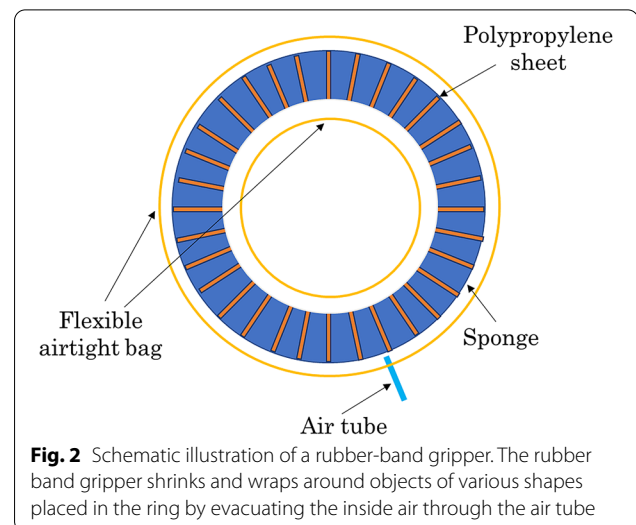 Polypropylene
sheet
Flexible
airtight bag
Sponge
Air tube
Fig. 2 Schematic illustration of a rubber-band gripper. The rubber
band gripper shrinks and wraps around objects of various shapes
placed in the ring by evacuating the inside air through the air tube